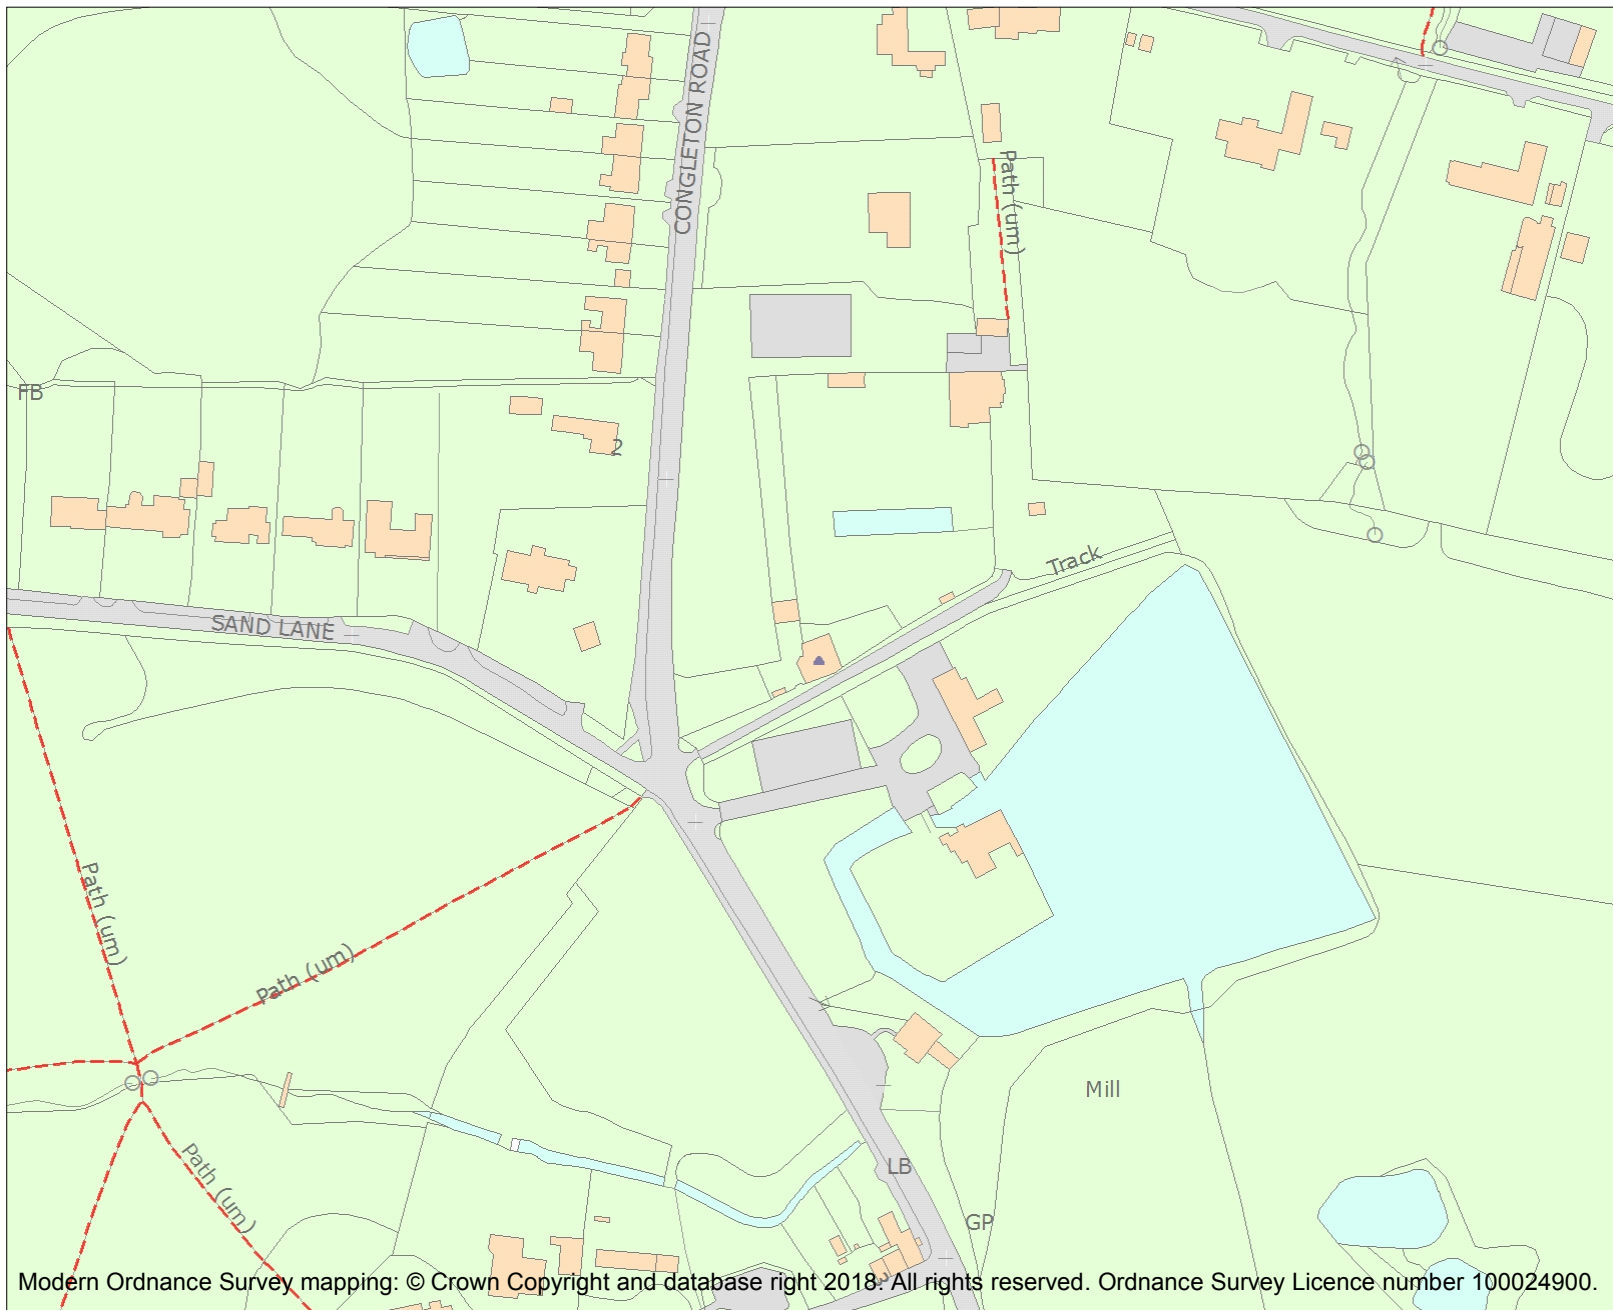 CONGLETON ROAD
Path (um)
FB
2
Track
SAND LANE
Path (um)
Path (um)
Mill
Path (um)
LB
GP
3
Modern Ordnance Survey mapping: © Crown Copyright and database right 2018. All rights reserved. Ordnance Survey Licence number 100024900.